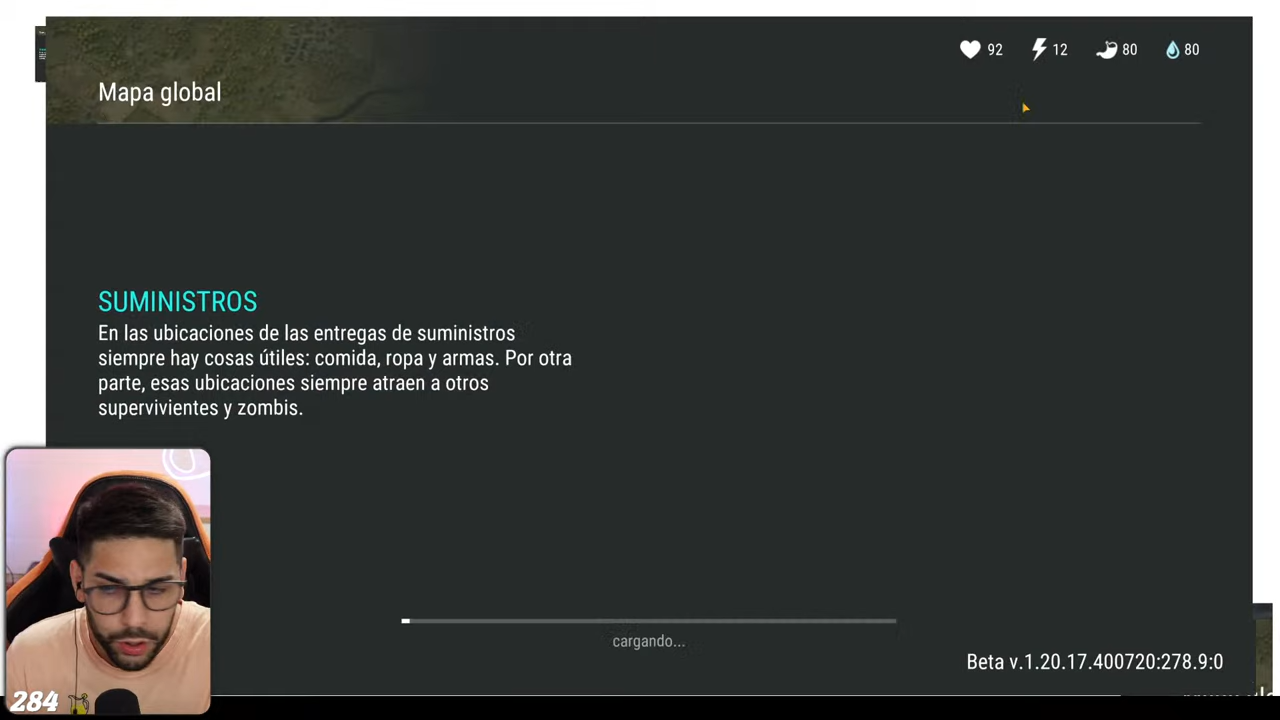 92 12 80 80
Mapa global
SUMINISTROS
En las ubicaciones de las entregas de suministros
siempre hay cosas útiles: comida, ropa y armas. Por otra
parte, esas ubicaciones siempre atraen a otros
supervivientes y zombis.
cargando...
Beta v.1.20.17.400720:278.9:0
284